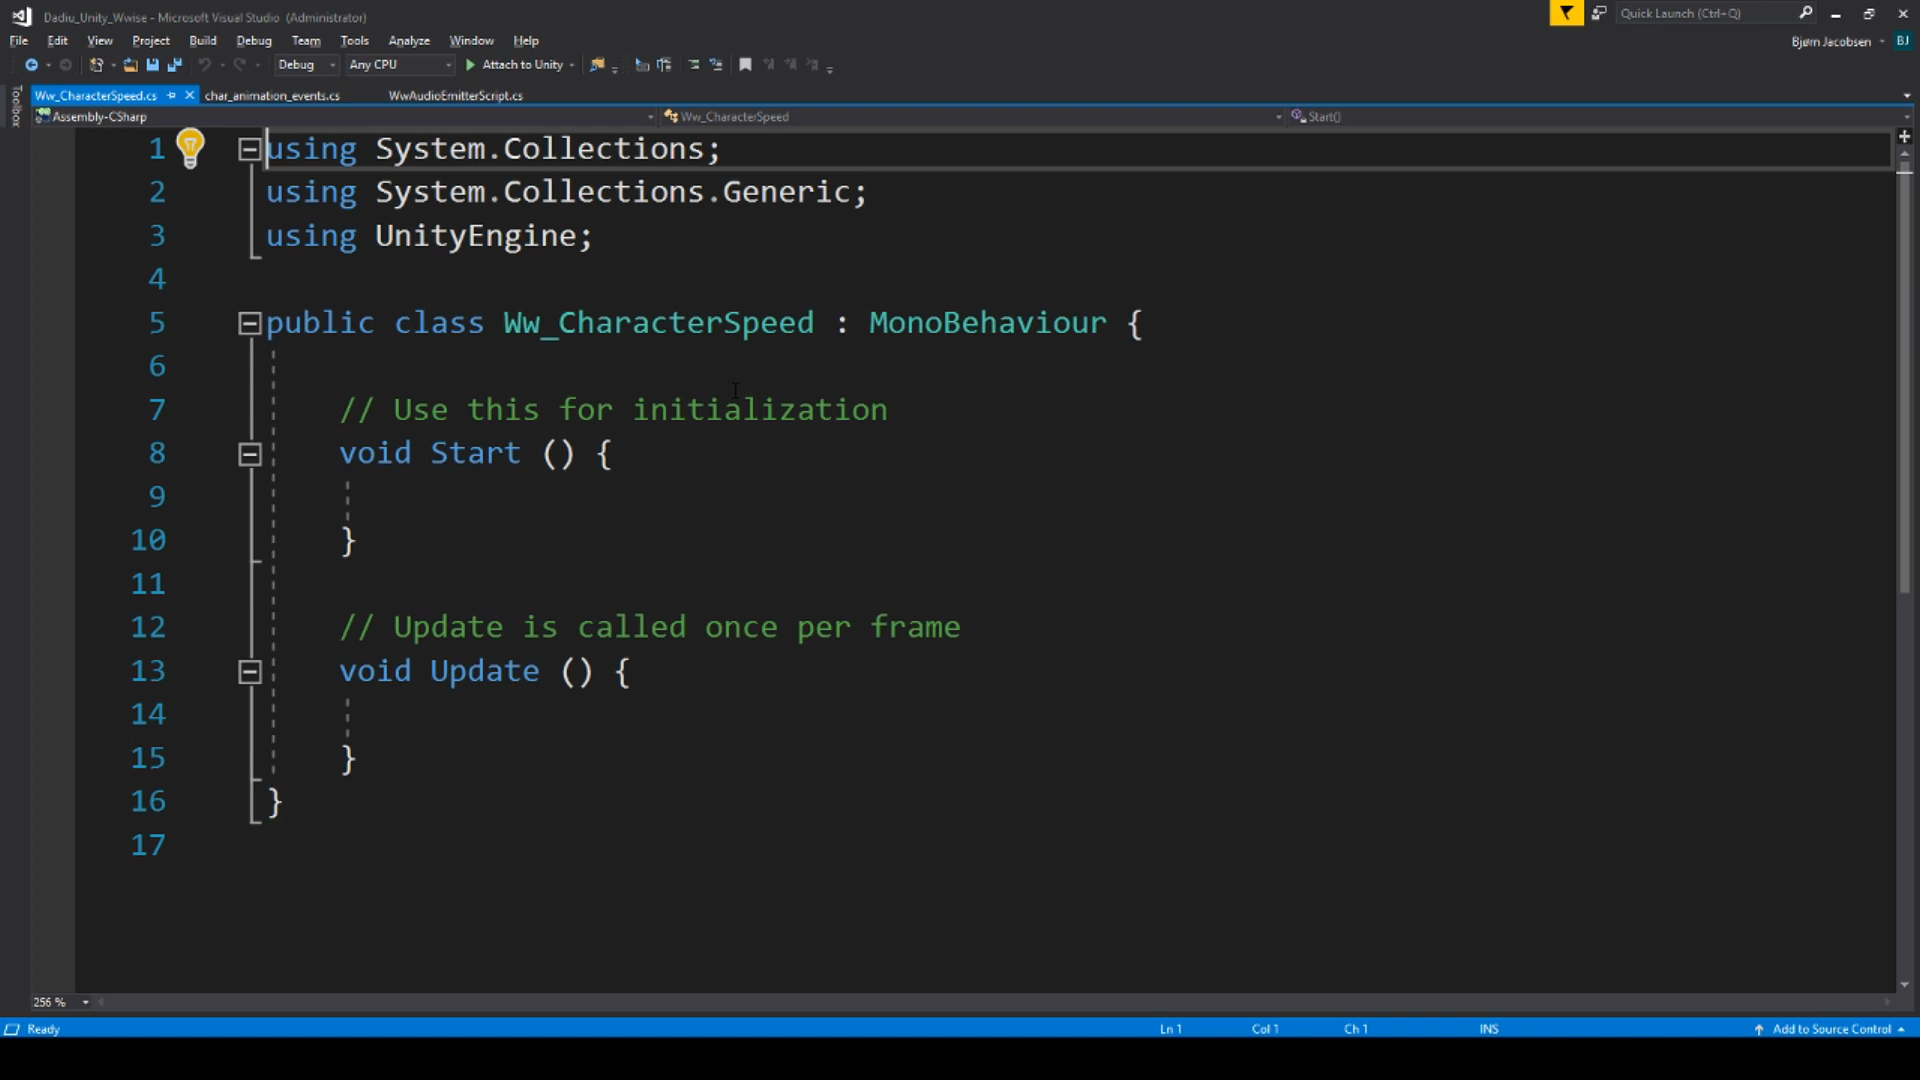 Dadiu_Unity_Wwise - Microsoft Visual Studio (Administrator)
Quick Launch (Ctrl+Q)
File Edit View Project Build Debug Team Tools Analyze Window Help
Bjørn Jacobsen BJ
Debug Any CPU Attach to Unity
Toolbox
Ww_CharacterSpeed.cs char_animation_events.cs WwAudioEmitterScript.cs
Assembly-CSharp Ww_CharacterSpeed Start()
1 using System.Collections;
2 using System.Collections.Generic;
3 using UnityEngine;
4
5 public class Ww_CharacterSpeed : MonoBehaviour {
6
7 // Use this for initialization
8 void Start () {
9
10 }
11
12 // Update is called once per frame
13 void Update () {
14
15 }
16 }
17
256 %
Ready Ln 1 Col 1 Ch 1 INS Add to Source Control